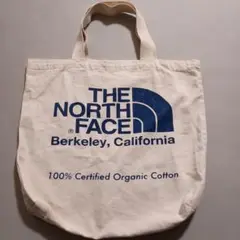 THE
NORTH
®FACE
Berkeley, California
100% Certified Organic Cotton